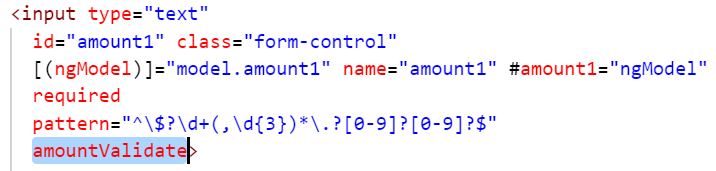 <input type="text"
id="amount1" class="form-control"
[(ngModel)]="model.amount1" name="amount1" #amount1="ngModel"
required
pattern="^\$?\d+(,\d{3})*\.?[0-9]?[0-9]?$"
amountValidate>